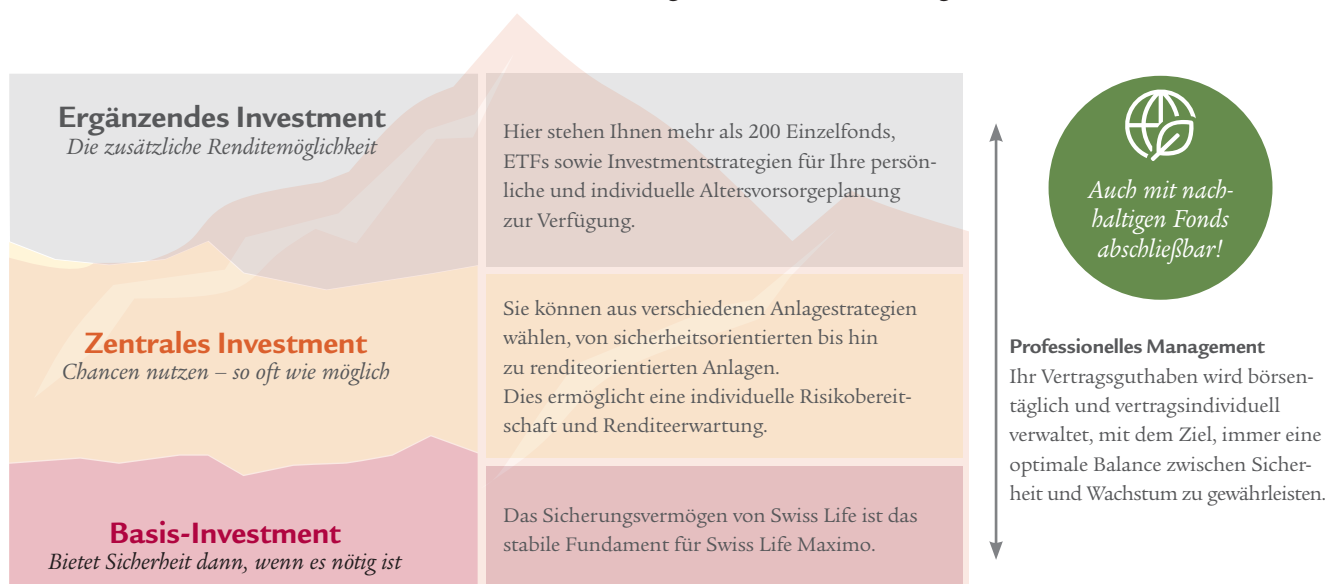 Ergänzendes Investment
Die zusätzliche Renditemöglichkeit
Hier stehen Ihnen mehr als 200 Einzelfonds,
ETFs sowie Investmentstrategien für Ihre persön-
liche und individuelle Altersvorsorgeplanung
zur Verfügung.
Zentrales Investment
Chancen nutzen – so oft wie möglich
Sie können aus verschiedenen Anlagestrategien
wählen, von sicherheitsorientierten bis hin
zu renditeorientierten Anlagen.
Dies ermöglicht eine individuelle Risikobereit-
schaft und Renditeerwartung.
Basis-Investment
Bietet Sicherheit dann, wenn es nötig ist
Das Sicherungsvermögen von Swiss Life ist das
stabile Fundament für Swiss Life Maximo.
Auch mit nach-
haltigen Fonds
abschließbar!
Professionelles Management
Ihr Vertragsguthaben wird börsen-
täglich und vertragsindividuell
verwaltet, mit dem Ziel, immer eine
optimale Balance zwischen Sicher-
heit und Wachstum zu gewährleisten.